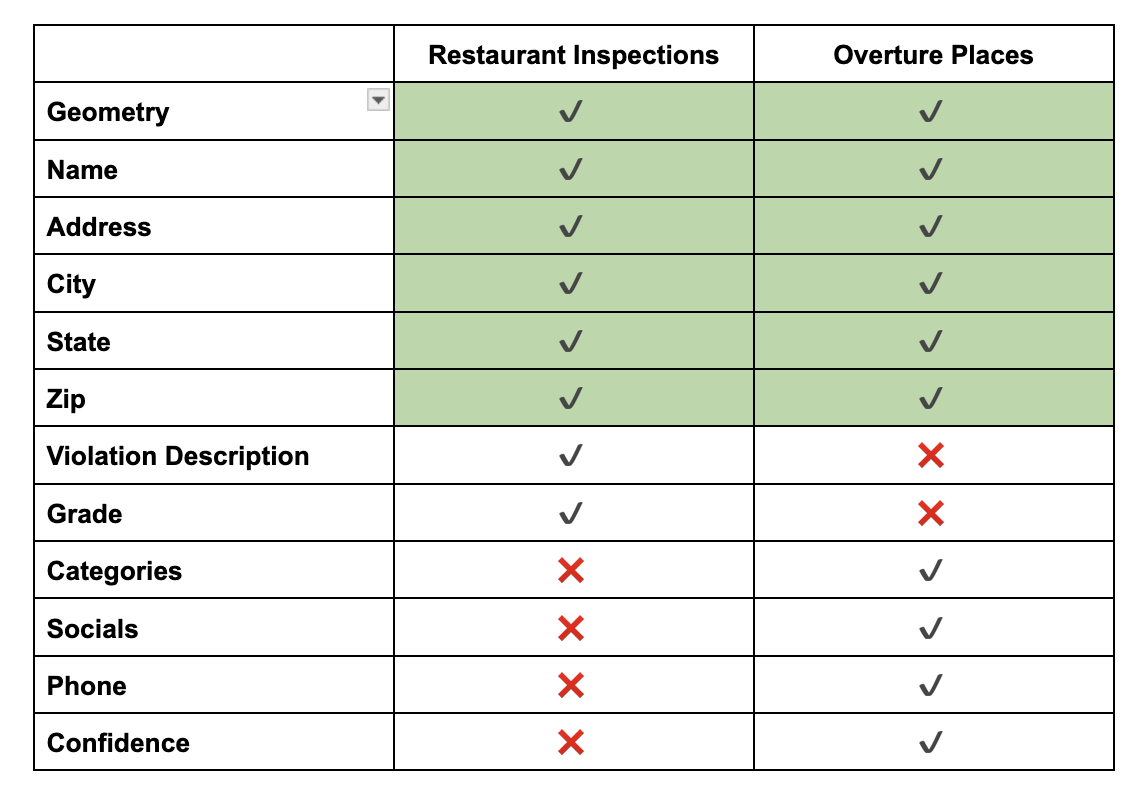 Restaurant Inspections Overture Places
Geometry ✔ ✔
Name ✔ ✔
Address ✔ ✔
City ✔ ✔
State ✔ ✔
Zip ✔ ✔
Violation Description ✔ ❌
Grade ✔ ❌
Categories ❌ ✔
Socials ❌ ✔
Phone ❌ ✔
Confidence ❌ ✔